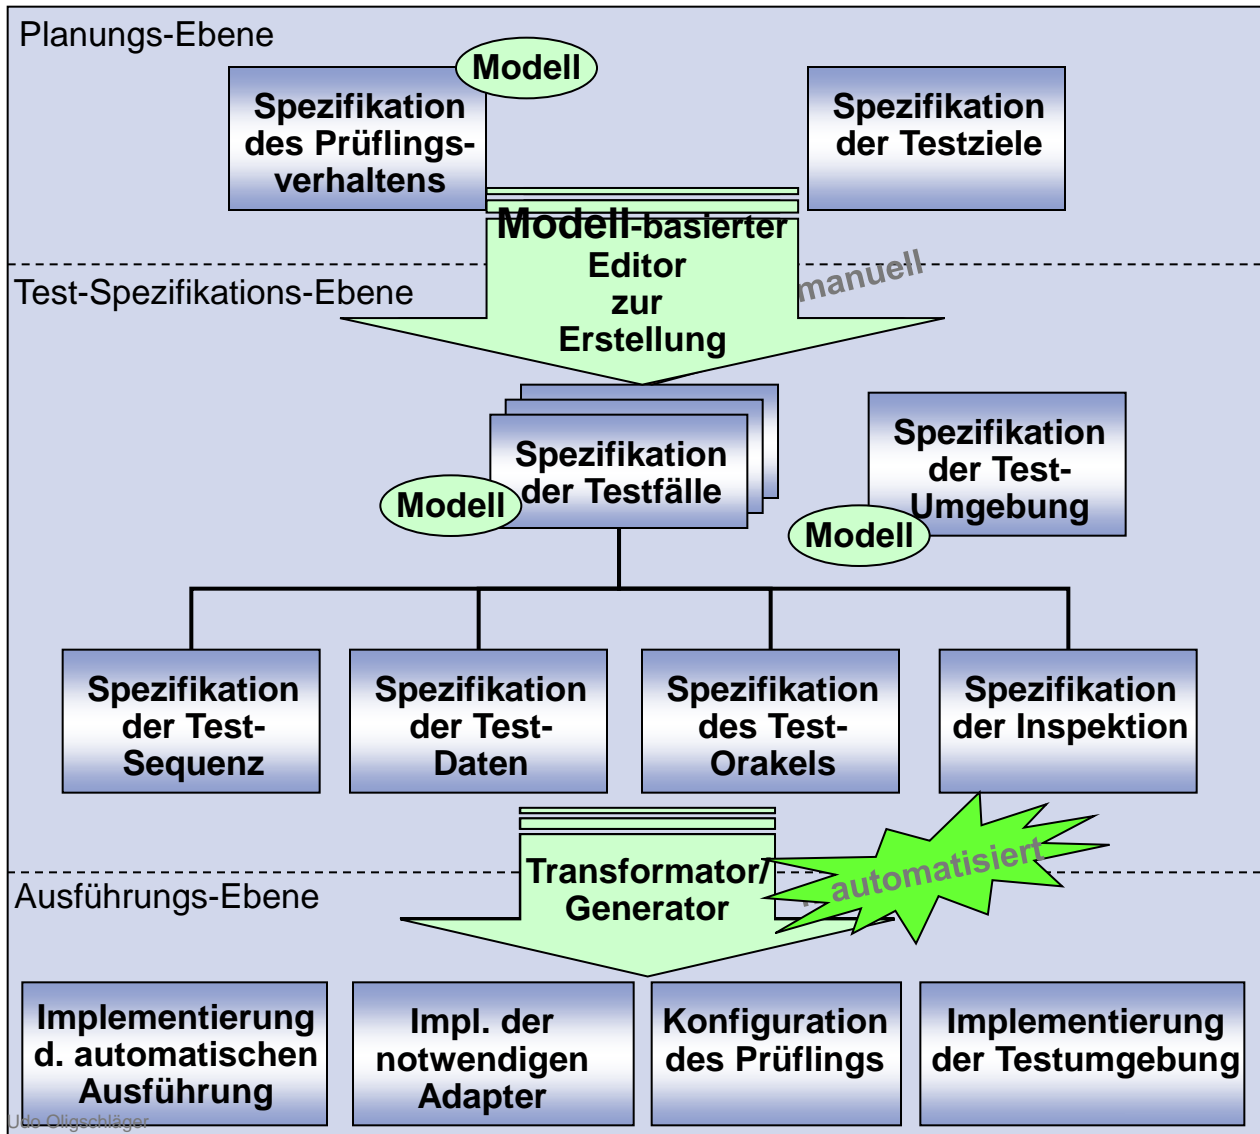 Planungs-Ebene
Modell
Spezifikation
des Prüflings-
verhaltens
Spezifikation
der Testziele
Modell-basierter
Editor
zur
Erstellung
manuell
Test-Spezifikations-Ebene
Spezifikation
der Testfälle
Modell
Spezifikation
der Test-
Umgebung
Modell
Spezifikation
der Test-
Sequenz
Spezifikation
der Test-
Daten
Spezifikation
des Test-
Orakels
Spezifikation
der Inspektion
Transformator/
Generator
automatisiert
Ausführungs-Ebene
Implementierung
d. automatischen
Ausführung
Impl. der
notwendigen
Adapter
Konfiguration
des Prüflings
Implementierung
der Testumgebung
Udo Oligschläger